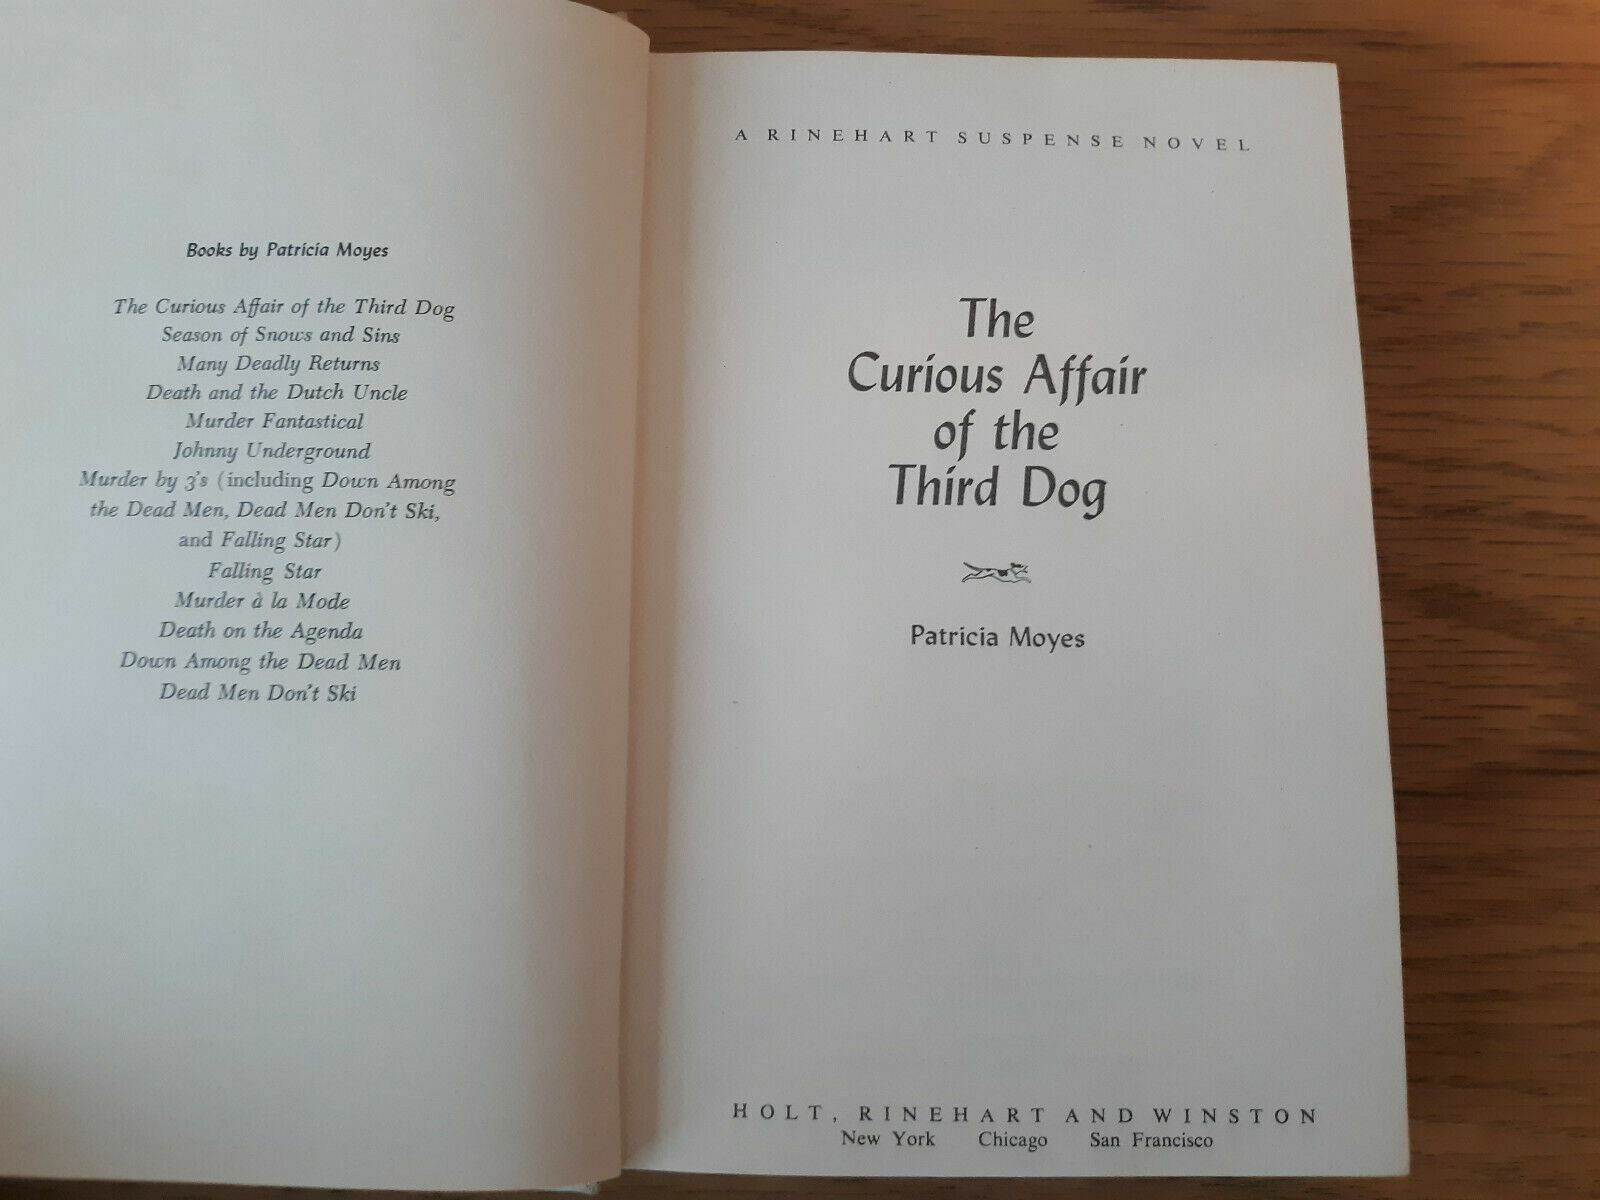 Books by Patricia Moyes
The Curious Affair of the Third Dog
Season of Snows and Sins
Many Deadly Returns
Death and the Dutch Uncle
Murder Fantastical
Johnny Underground
Murder by 3's (including Down Among
the Dead Men, Dead Men Don't Ski,
and Falling Star)
Falling Star
Murder à la Mode
Death on the Agenda
Down Among the Dead Men
Dead Men Don't Ski
A RINEHART SUSPENSE NOVEL
The
Curious Affair
of the
Third Dog
Patricia Moyes
HOLT, RINEHART AND WINSTON
New York Chicago San Francisco